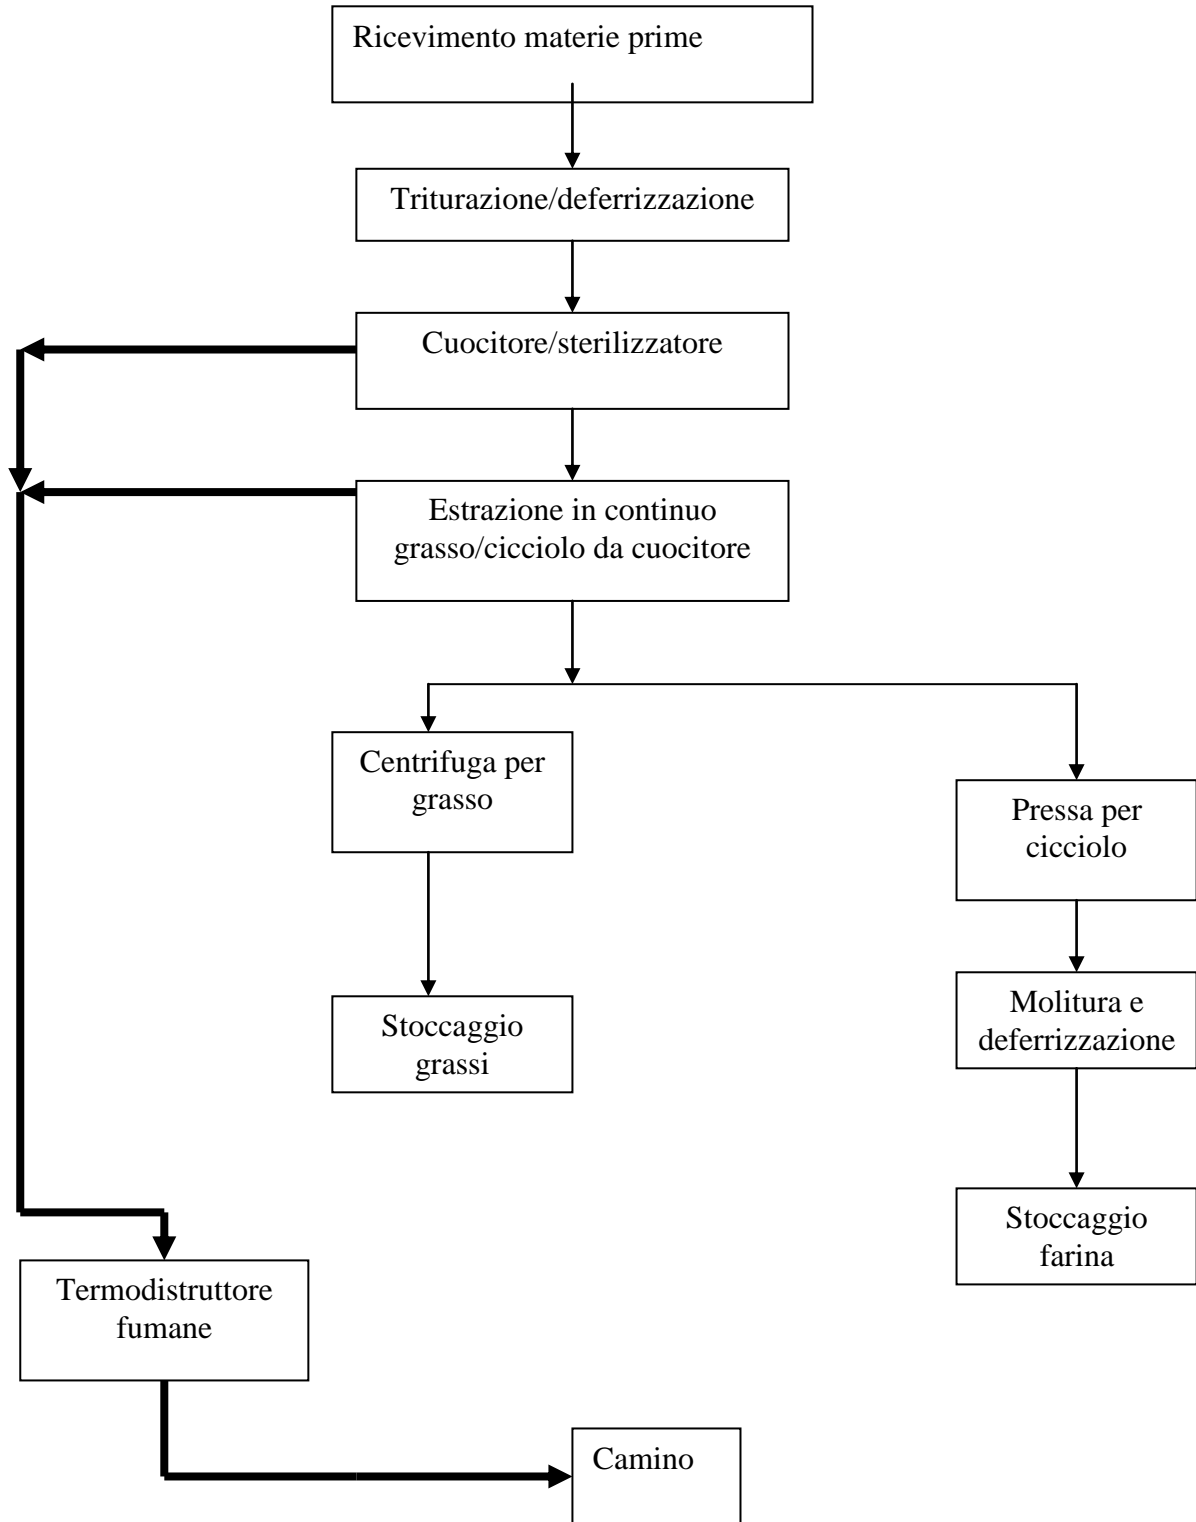 Ricevimento materie prime
Triturazione/deferrizzazione
Cuocitore/sterilizzatore
Estrazione in continuo
grasso/cicciolo da cuocitore
Centrifuga per
grasso
Pressa per
cicciolo
Molitura e
deferrizzazione
Stoccaggio
grassi
Stoccaggio
farina
Termodistruttore
fumane
Camino